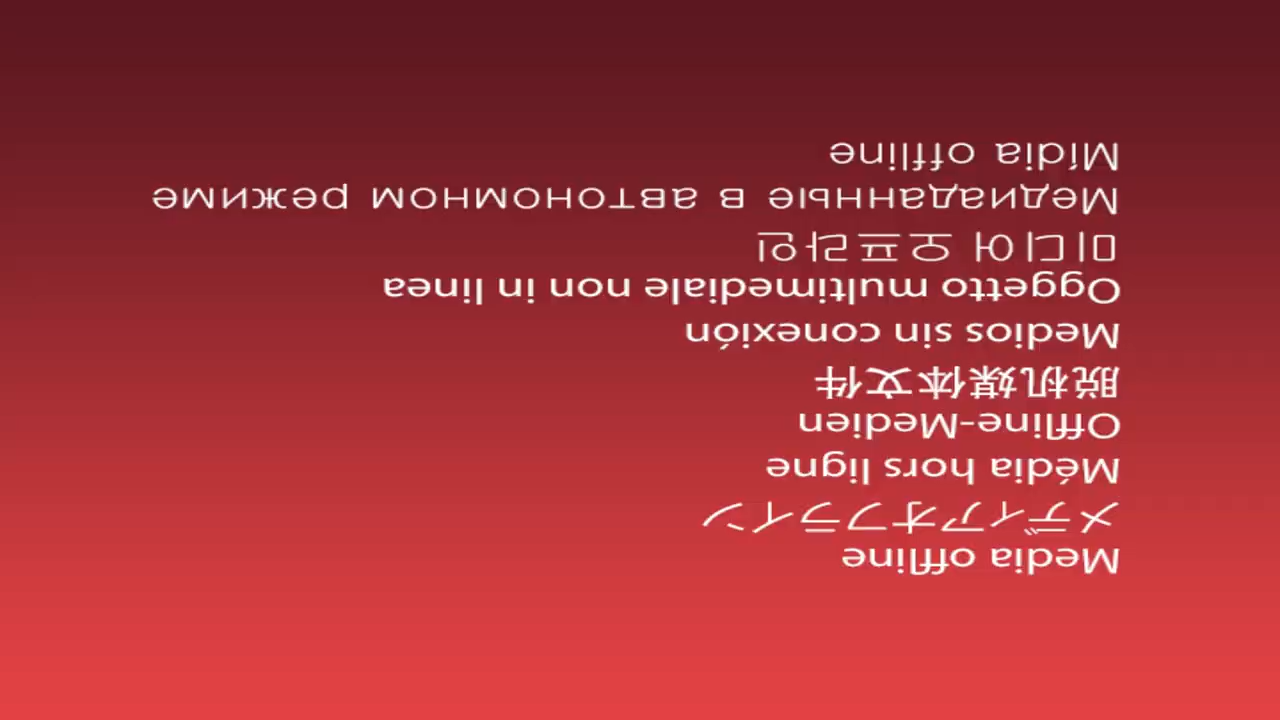 Media offline
メディアオフライン
Média hors ligne
Offline-Medien
脱机媒体文件
Medios sin conexión
Oggetto multimediale non in linea
미디어 오프라인
Медиаданные в автономном режиме
Mídia offline